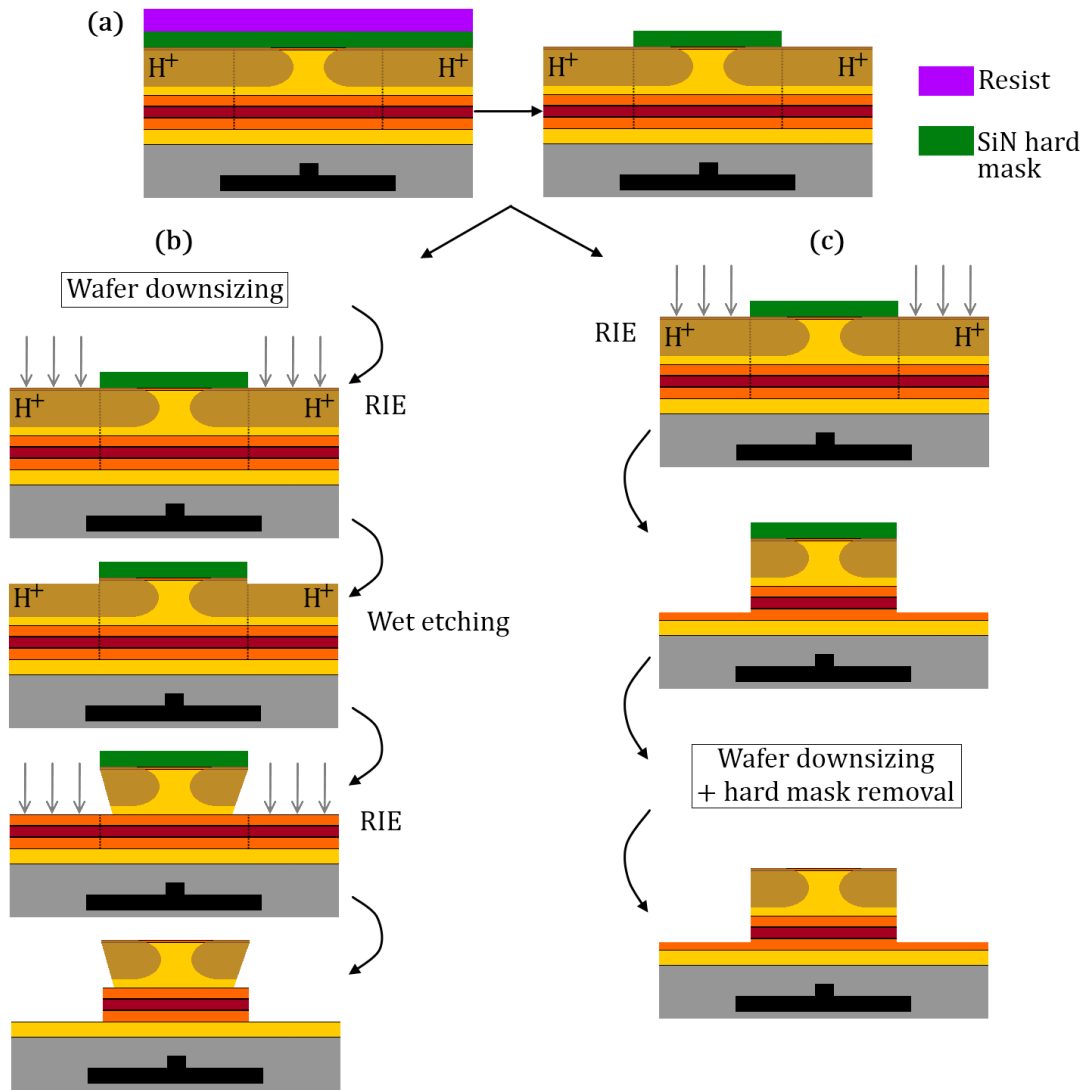 (a)
H+
H+
H+
H+
Resist
SiN hard
mask
(b)
Wafer downsizing
H+
H+
RIE
H+
H+
Wet etching
RIE
(c)
RIE
H+
H+
Wafer downsizing
+ hard mask removal